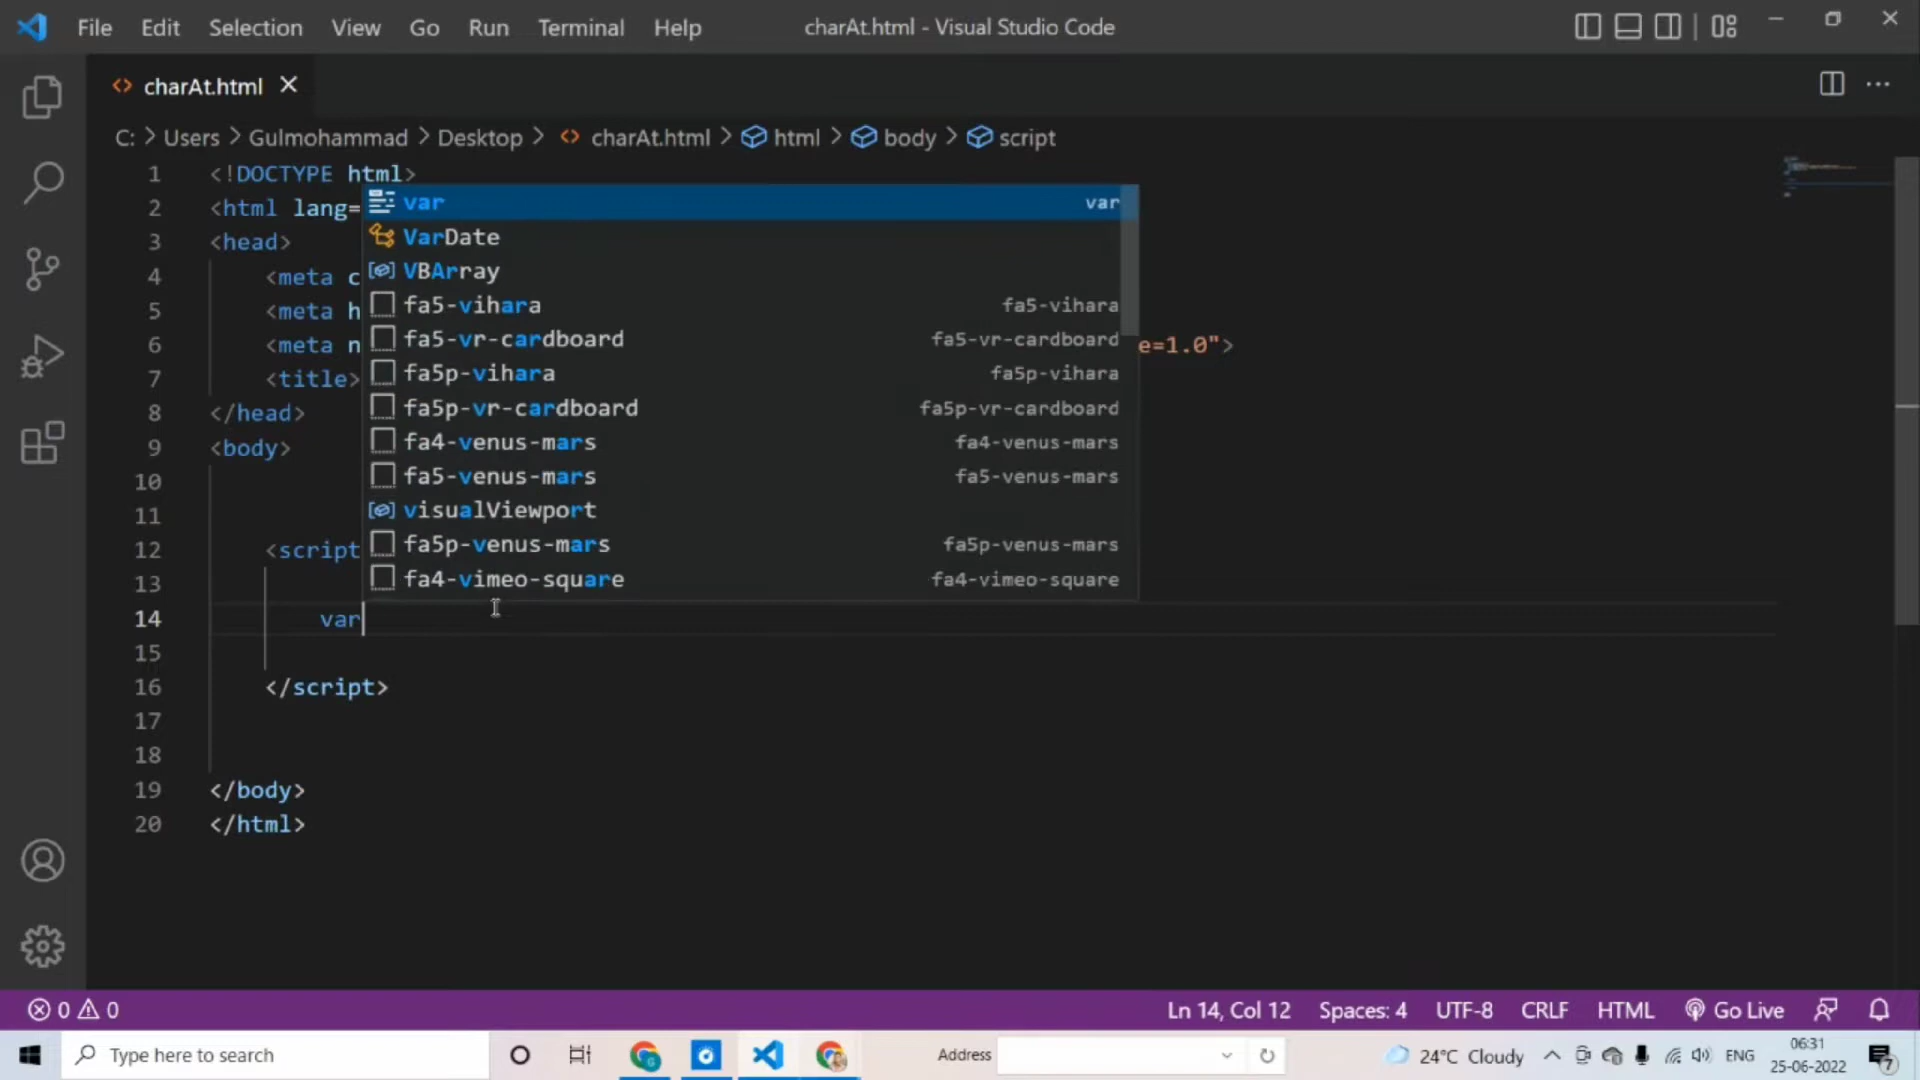 File Edit Selection View Go Run Terminal Help charAt.html - Visual Studio Code
charAt.html
C: > Users > Gulmohammad > Desktop > charAt.html > html > body > script
1 <!DOCTYPE html>
2 <html lang=
3 <head>
4 <meta c
5 <meta h
6 <meta n e=1.0">
7 <title>
8 </head>
9 <body>
10
11
12 <script
13
14 var
15
16 </script>
17
18
19 </body>
20 </html>
var var
VarDate
VBArray
fa5-vihara fa5-vihara
fa5-vr-cardboard fa5-vr-cardboard
fa5p-vihara fa5p-vihara
fa5p-vr-cardboard fa5p-vr-cardboard
fa4-venus-mars fa4-venus-mars
fa5-venus-mars fa5-venus-mars
visualViewport
fa5p-venus-mars fa5p-venus-mars
fa4-vimeo-square fa4-vimeo-square
0 0 Ln 14, Col 12 Spaces: 4 UTF-8 CRLF HTML Go Live
Type here to search Address 24°C Cloudy ENG 06:31
25-06-2022 7